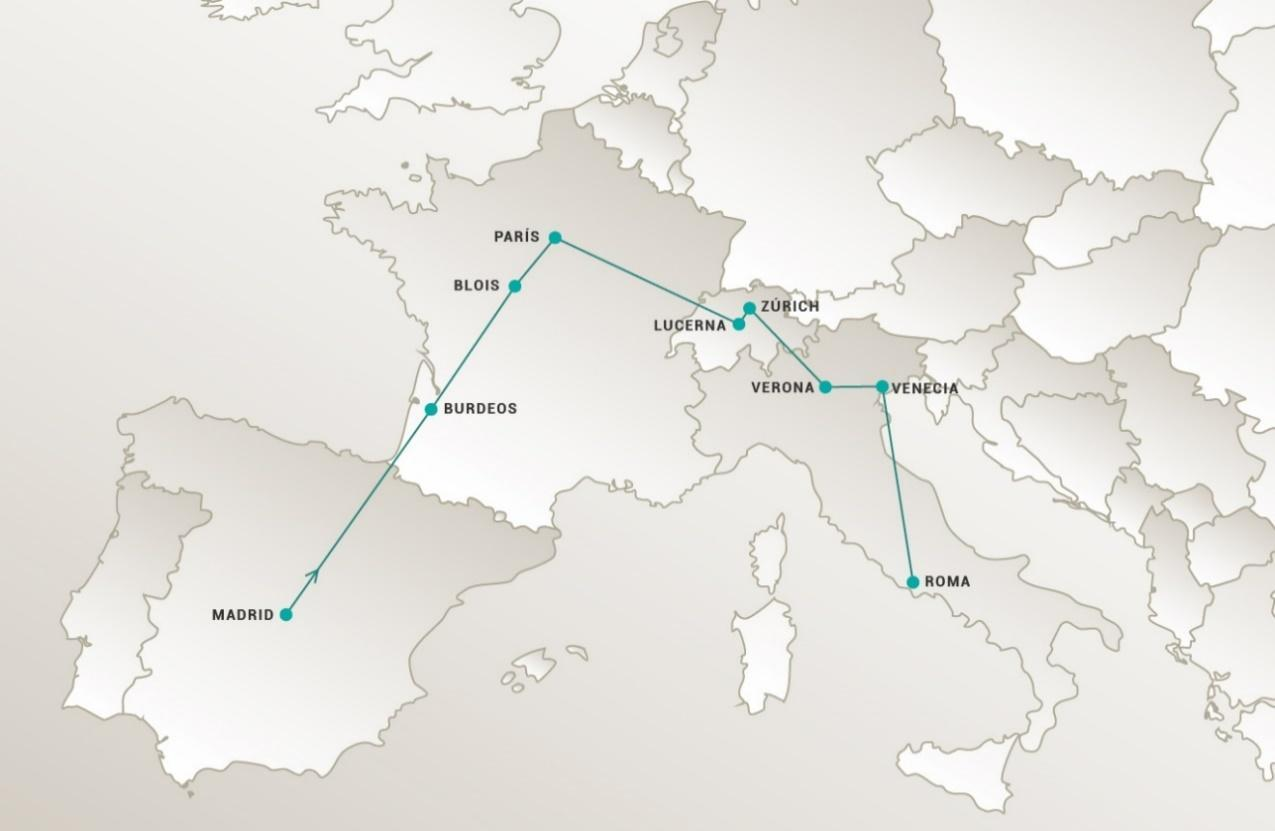 PARÍS
BLOIS
ZÚRICH
LUCERNA
VERONA
VENECIA
BURDEOS
ROMA
MADRID